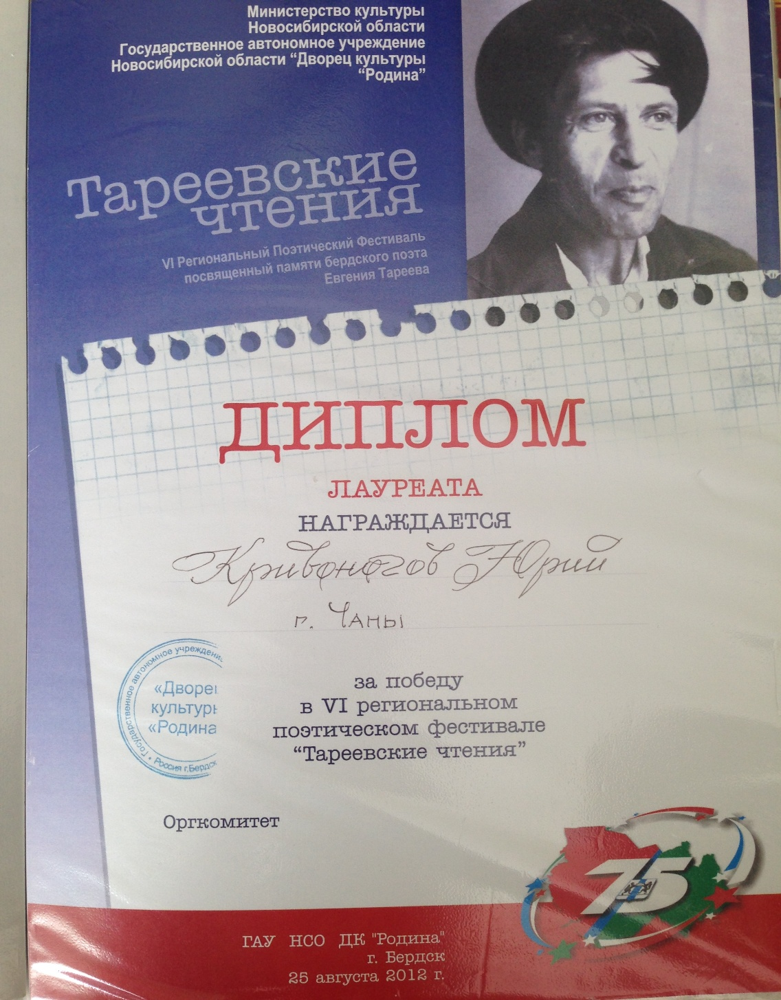 Министерство культуры
Новосибирской области
Государственное автономное учреждение
Новосибирской области “Дворец культуры
“Родина”
Тареевские
чтения
VI Региональный Поэтический Фестиваль
посвященный памяти бердского поэта
Евгения Тареева
ДИПЛОМ
ЛАУРЕАТА
НАГРАЖДАЕТСЯ
Кривоногов Юрий
г. Чаны
Государственное автономное учреждение
«Дворец
культуры
«Родина
Россия г.Бердск
за победу
в VI региональном
поэтическом фестивале
“Тареевские чтения”
Оргкомитет
75
ГАУ НСО ДК "Родина"
г. Бердск
25 августа 2012 г.